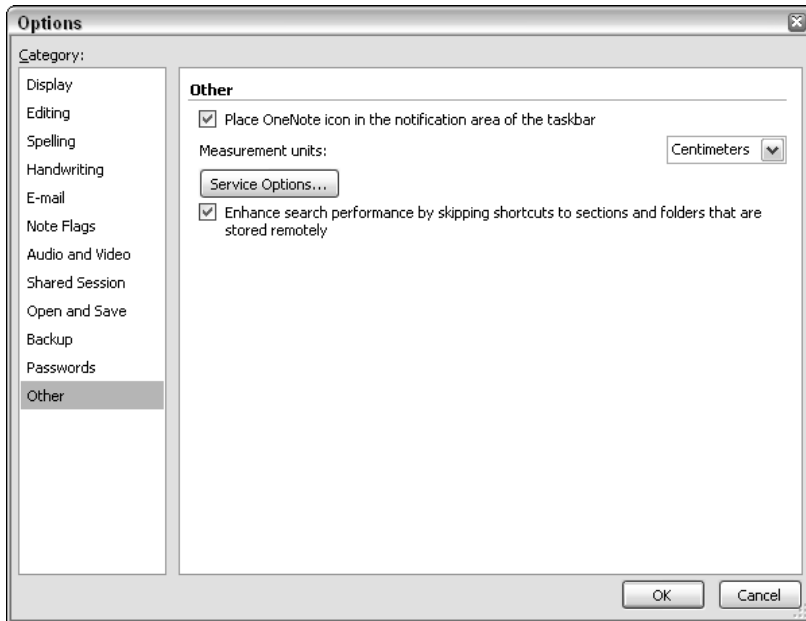 Options
Category:
Display
Editing
Spelling
Handwriting
E-mail
Note Flags
Audio and Video
Shared Session
Open and Save
Backup
Passwords
Other
Other
Place OneNote icon in the notification area of the taskbar
Measurement units:
Centimeters
Service Options...
Enhance search performance by skipping shortcuts to sections and folders that are
stored remotely
OK
Cancel